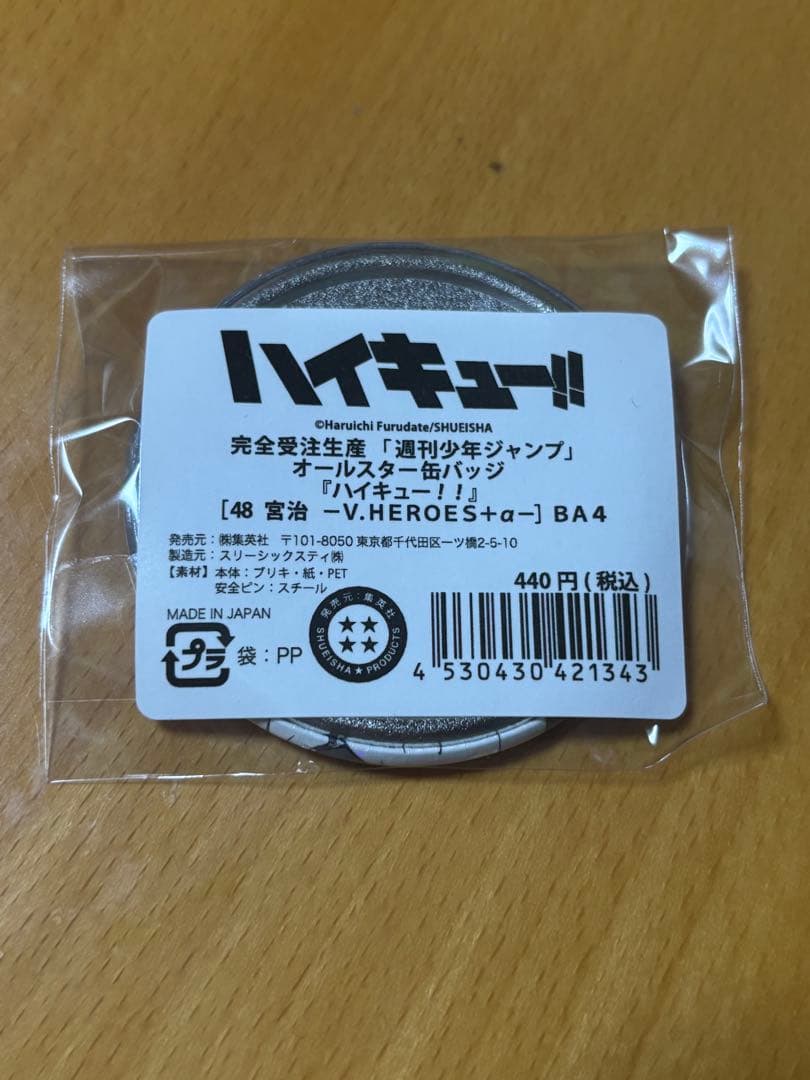 ハイキュー!!
©Haruichi Furudate/SHUEISHA
完全受注生産「週刊少年ジャンプ」
オールスター缶バッジ
『ハイキュー！！』
［48 宮治 －V.HEROES＋α－］BA4
発売元：㈱集英社 〒101-8050 東京都千代田区一ツ橋2-5-10
製造元：スリーシックスティ㈱
【素材】本体：ブリキ・紙・PET
安全ピン：スチール
440円(税込)
MADE IN JAPAN
プラ 袋：PP
発売元：集英社
SHUEISHA★PRODUCTS
4 530430 421343